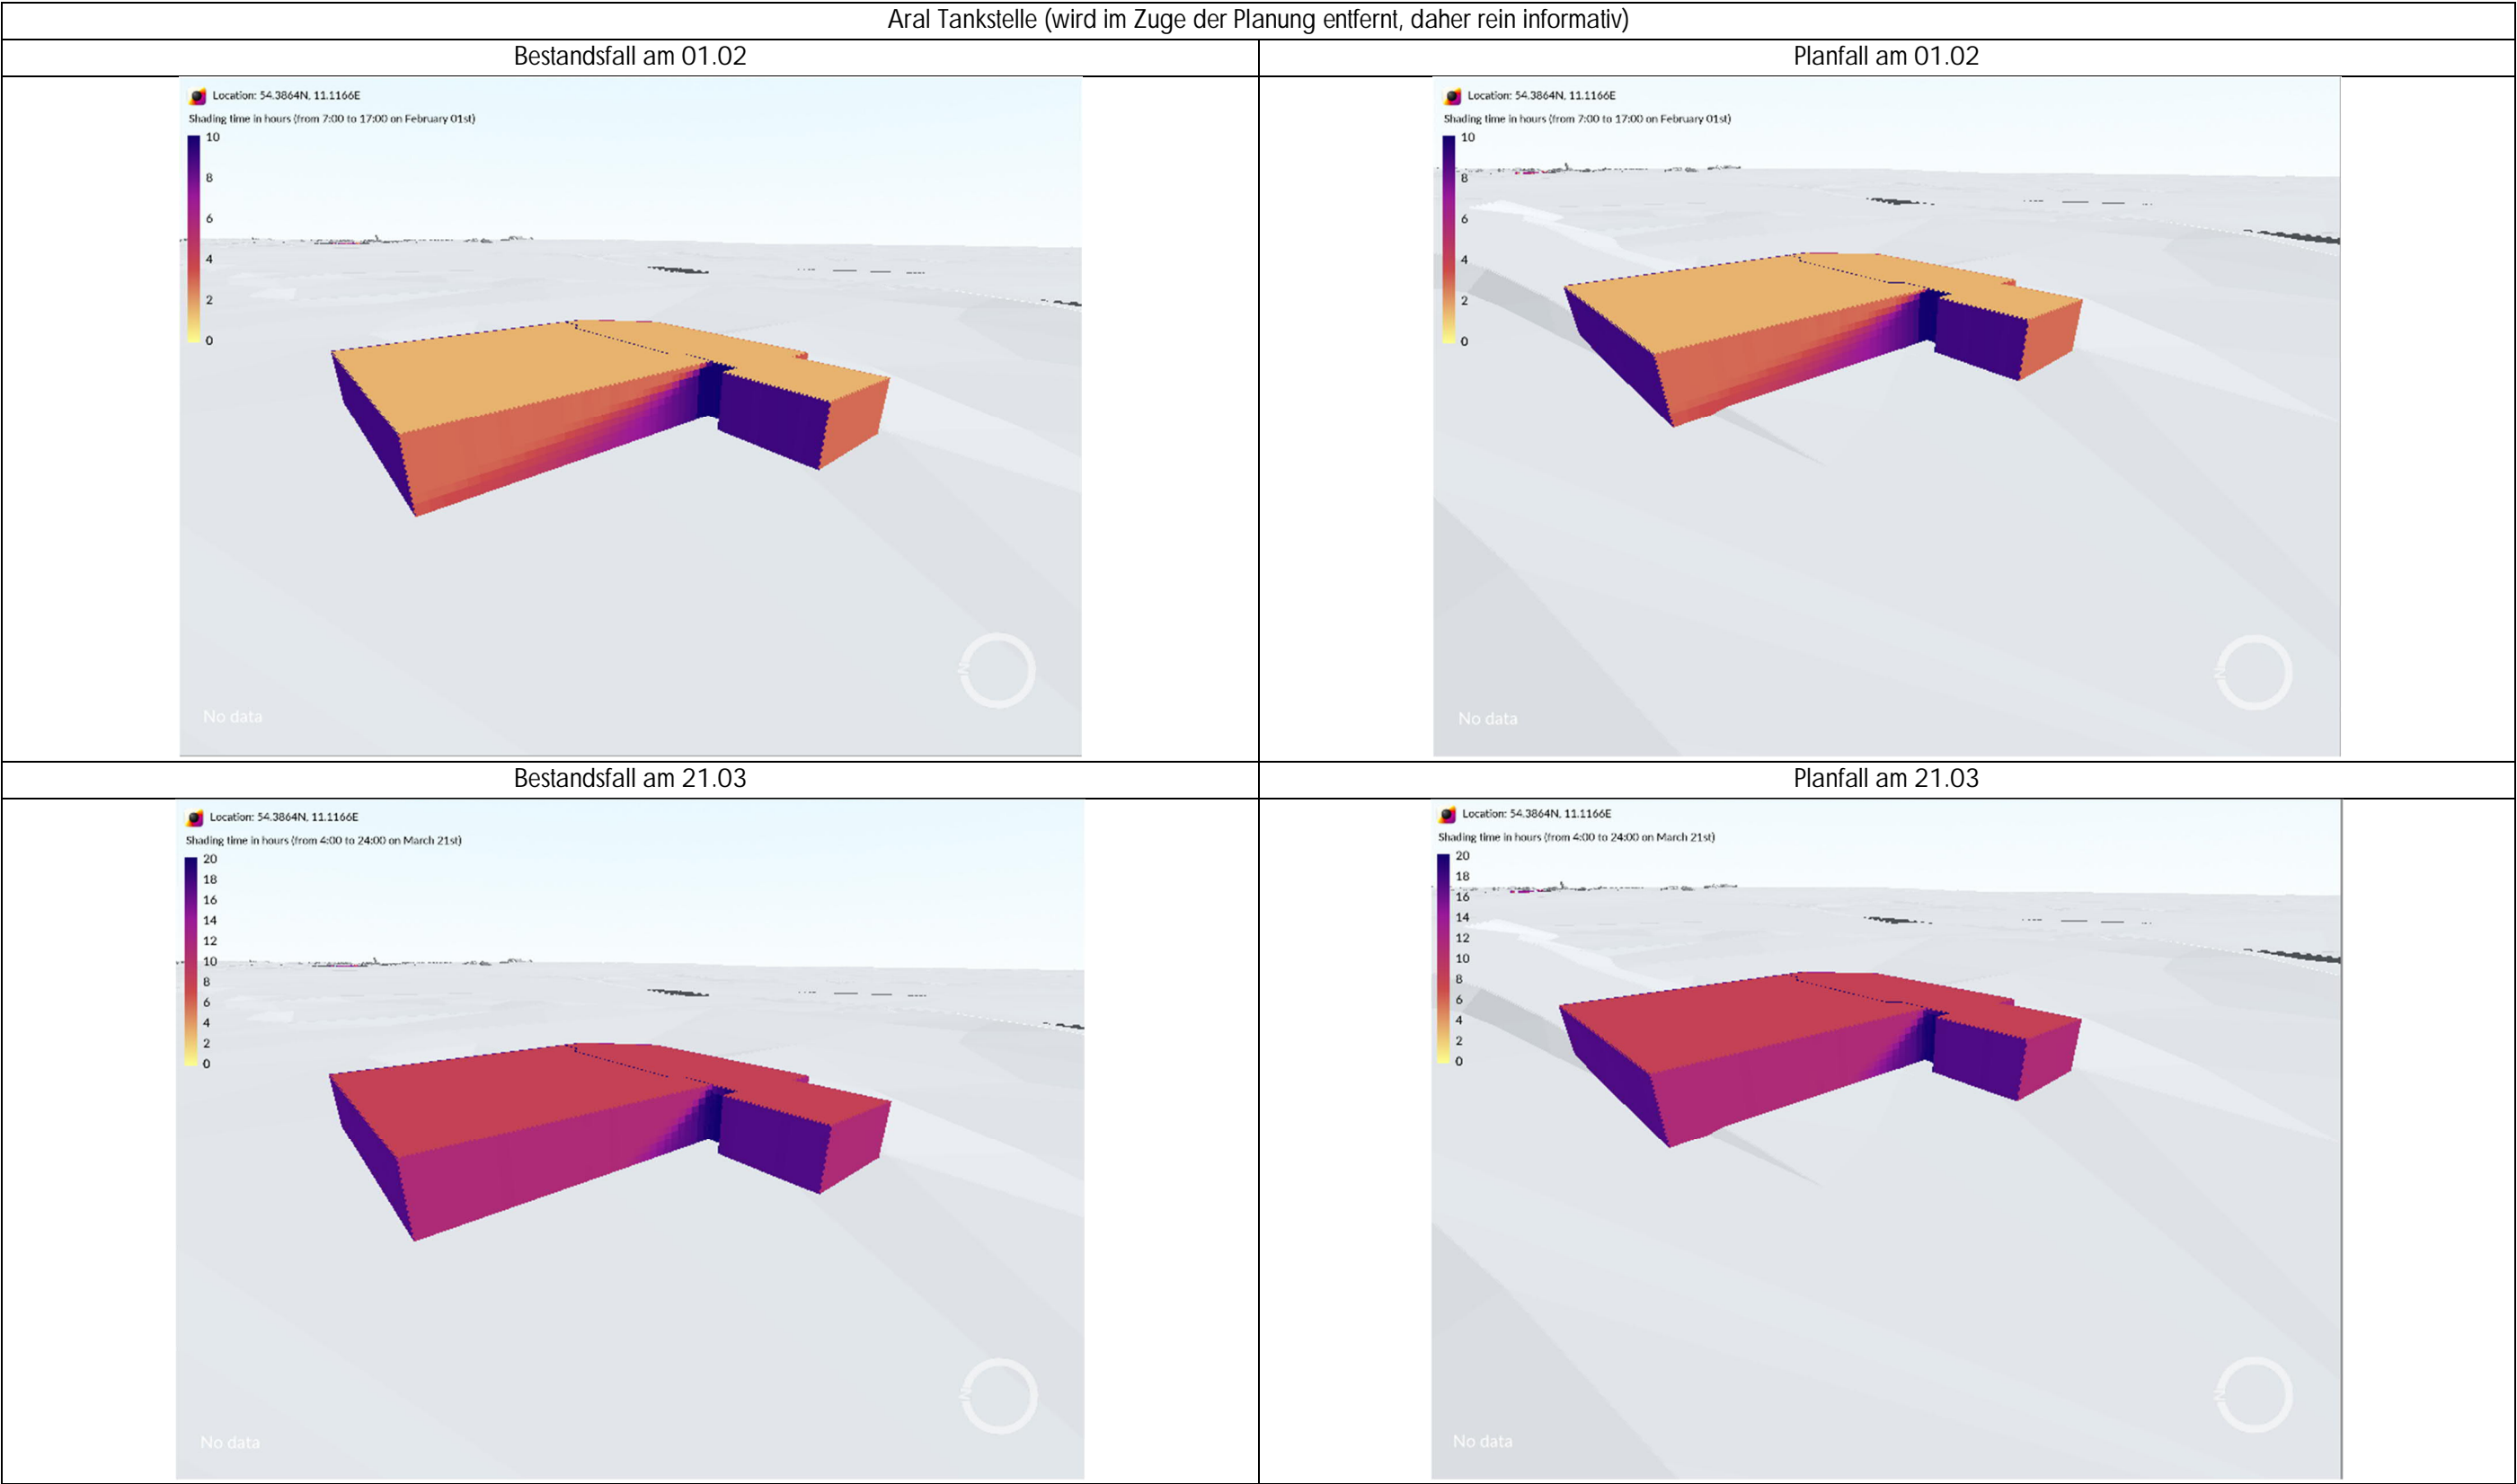 Aral Tankstelle (wird im Zuge der Planung entfernt, daher rein informativ)
Bestandsfall am 01.02
Planfall am 01.02
Location: 54.3864N, 11.1166E
Shading time in hours (from 7:00 to 17:00 on February 01st)
10
8
6
4
2
0
N
No data
Location: 54.3864N, 11.1166E
Shading time in hours (from 7:00 to 17:00 on February 01st)
10
8
6
4
2
0
N
No data
Bestandsfall am 21.03
Planfall am 21.03
Location: 54.3864N, 11.1166E
Shading time in hours (from 4:00 to 24:00 on March 21st)
20
18
16
14
12
10
8
6
4
2
0
N
No data
Location: 54.3864N, 11.1166E
Shading time in hours (from 4:00 to 24:00 on March 21st)
20
18
16
14
12
10
8
6
4
2
0
N
No data